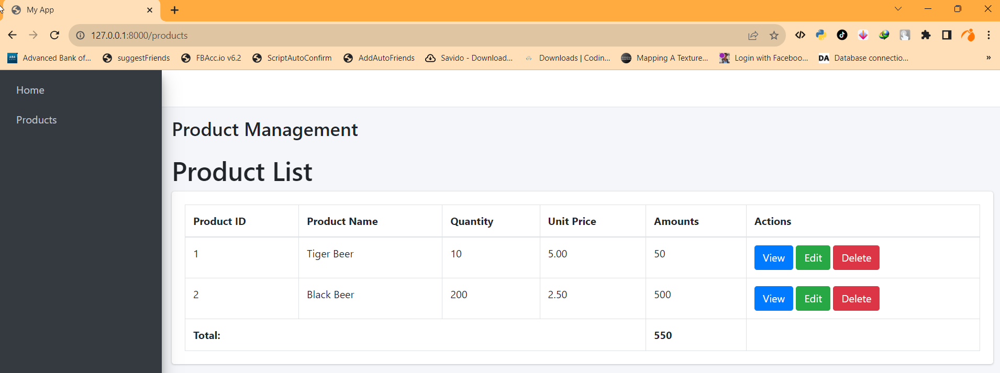 My App
127.0.0.1:8000/products
Advanced Bank of... suggestFriends FBAcc.io v6.2 ScriptAutoConfirm AddAutoFriends Savido - Download... Downloads | Codin... Mapping A Texture... DA Login with Faceboo... Database connectio... »
Home
Products
Product Management
Product List
Product ID Product Name Quantity Unit Price Amounts Actions
1 Tiger Beer 10 5.00 50 View Edit Delete
2 Black Beer 200 2.50 500 View Edit Delete
Total: 550